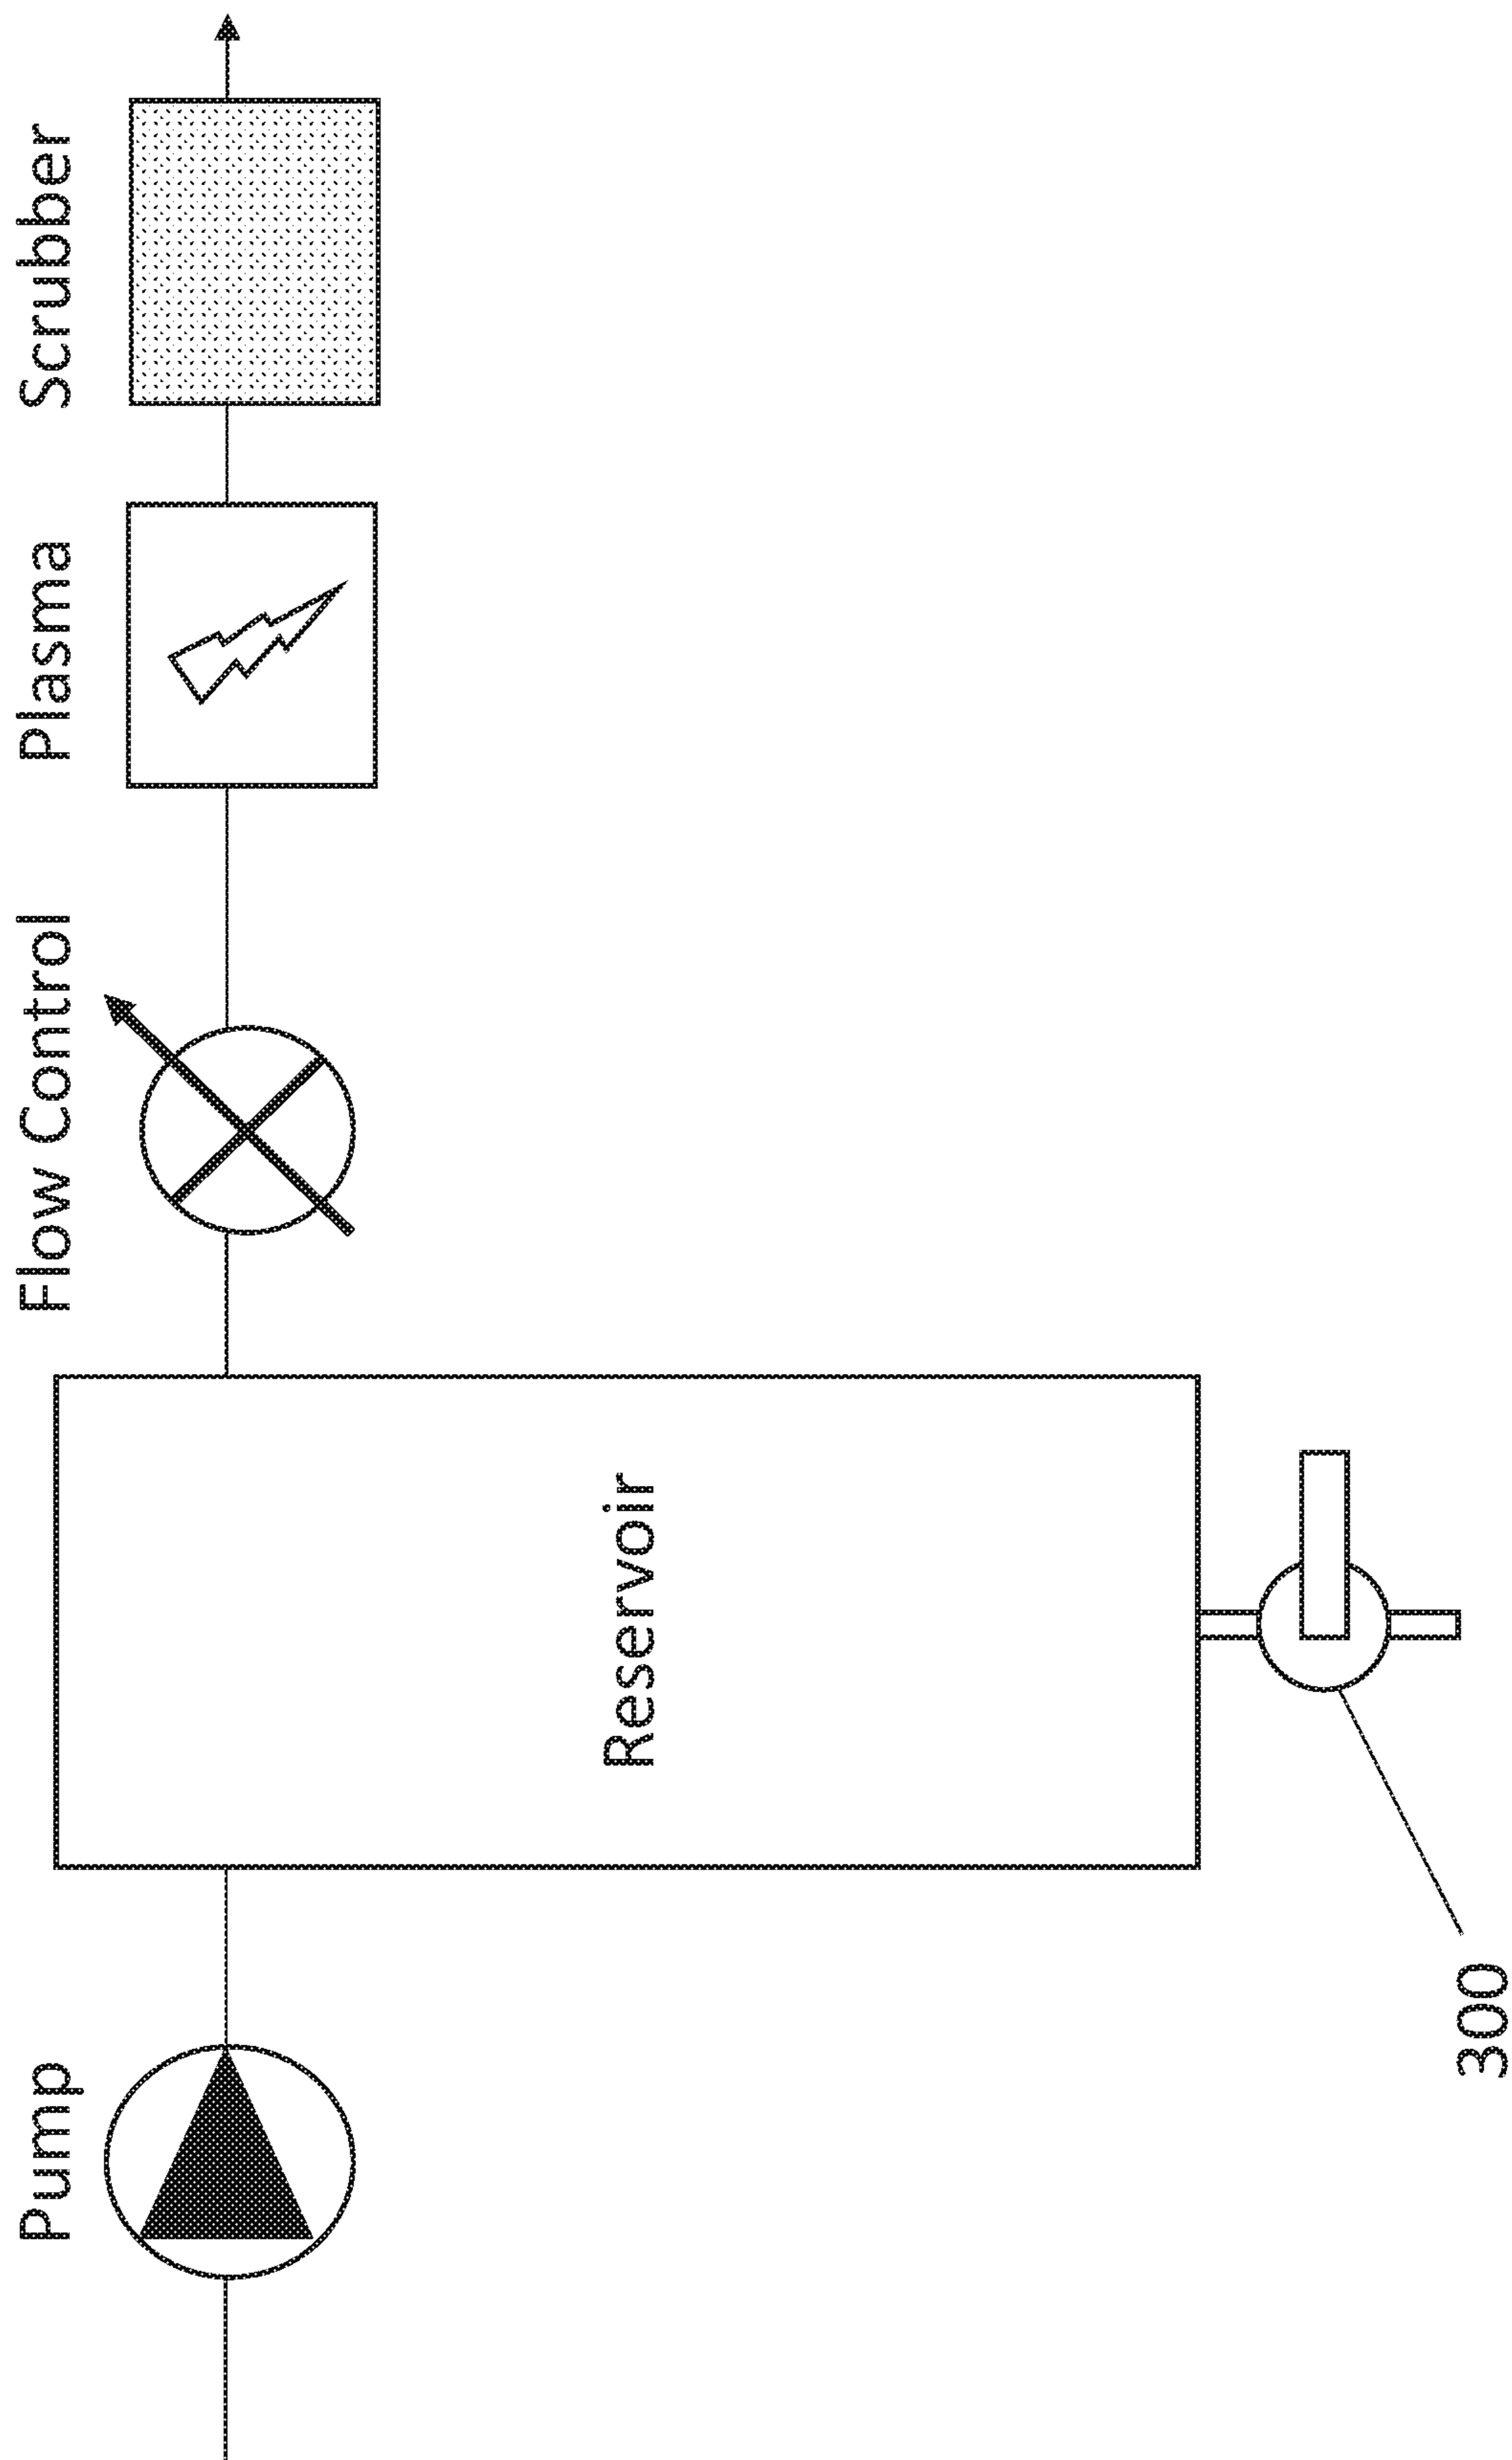 Pump
Reservoir
Flow Control
Plasma
Scrubber
300